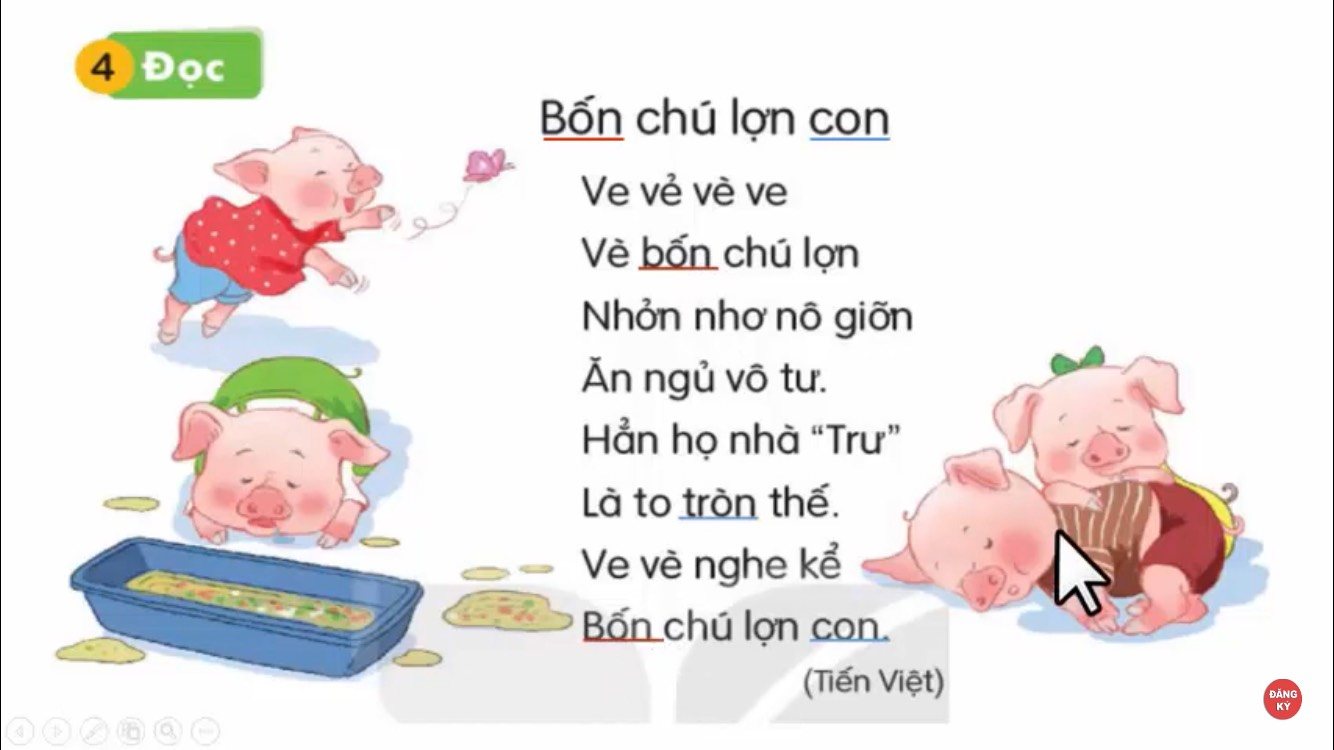 4 Đọc
Bốn chú lợn con
Ve vẻ vè ve
Vè bốn chú lợn
Nhởn nhơ nô giỡn
Ăn ngủ vô tư.
Hẳn họ nhà “Trư”
Là to tròn thế.
Ve vè nghe kể
Bốn chú lợn con.
(Tiến Việt)
ĐĂNG
KÝ